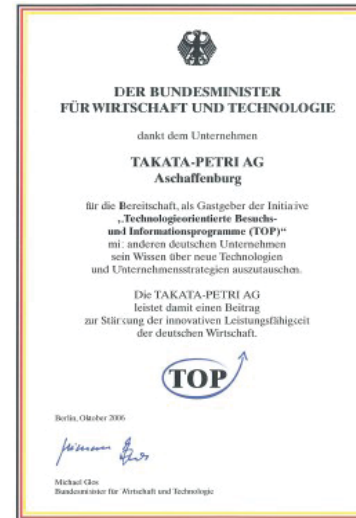 DER BUNDESMINISTER
FÜR WIRTSCHAFT UND TECHNOLOGIE
dankt dem Unternehmen
TAKATA-PETRI AG
Aschaffenburg
für die Bereitschaft, als Gastgeber der Initiative
„Technologieorientierte Besuchs-
und Informationsprogramme (TOP)“
mit anderen deutschen Unternehmen
sein Wissen über neue Technologien
und Unternehmensstrategien auszutauschen.
Die TAKATA-PETRI AG
leistet damit einen Beitrag
zur Stärkung der innovativen Leistungsfähigkeit
der deutschen Wirtschaft.
TOP
Berlin, Oktober 2006
Michael Glos
Bundesminister für Wirtschaft und Technologie